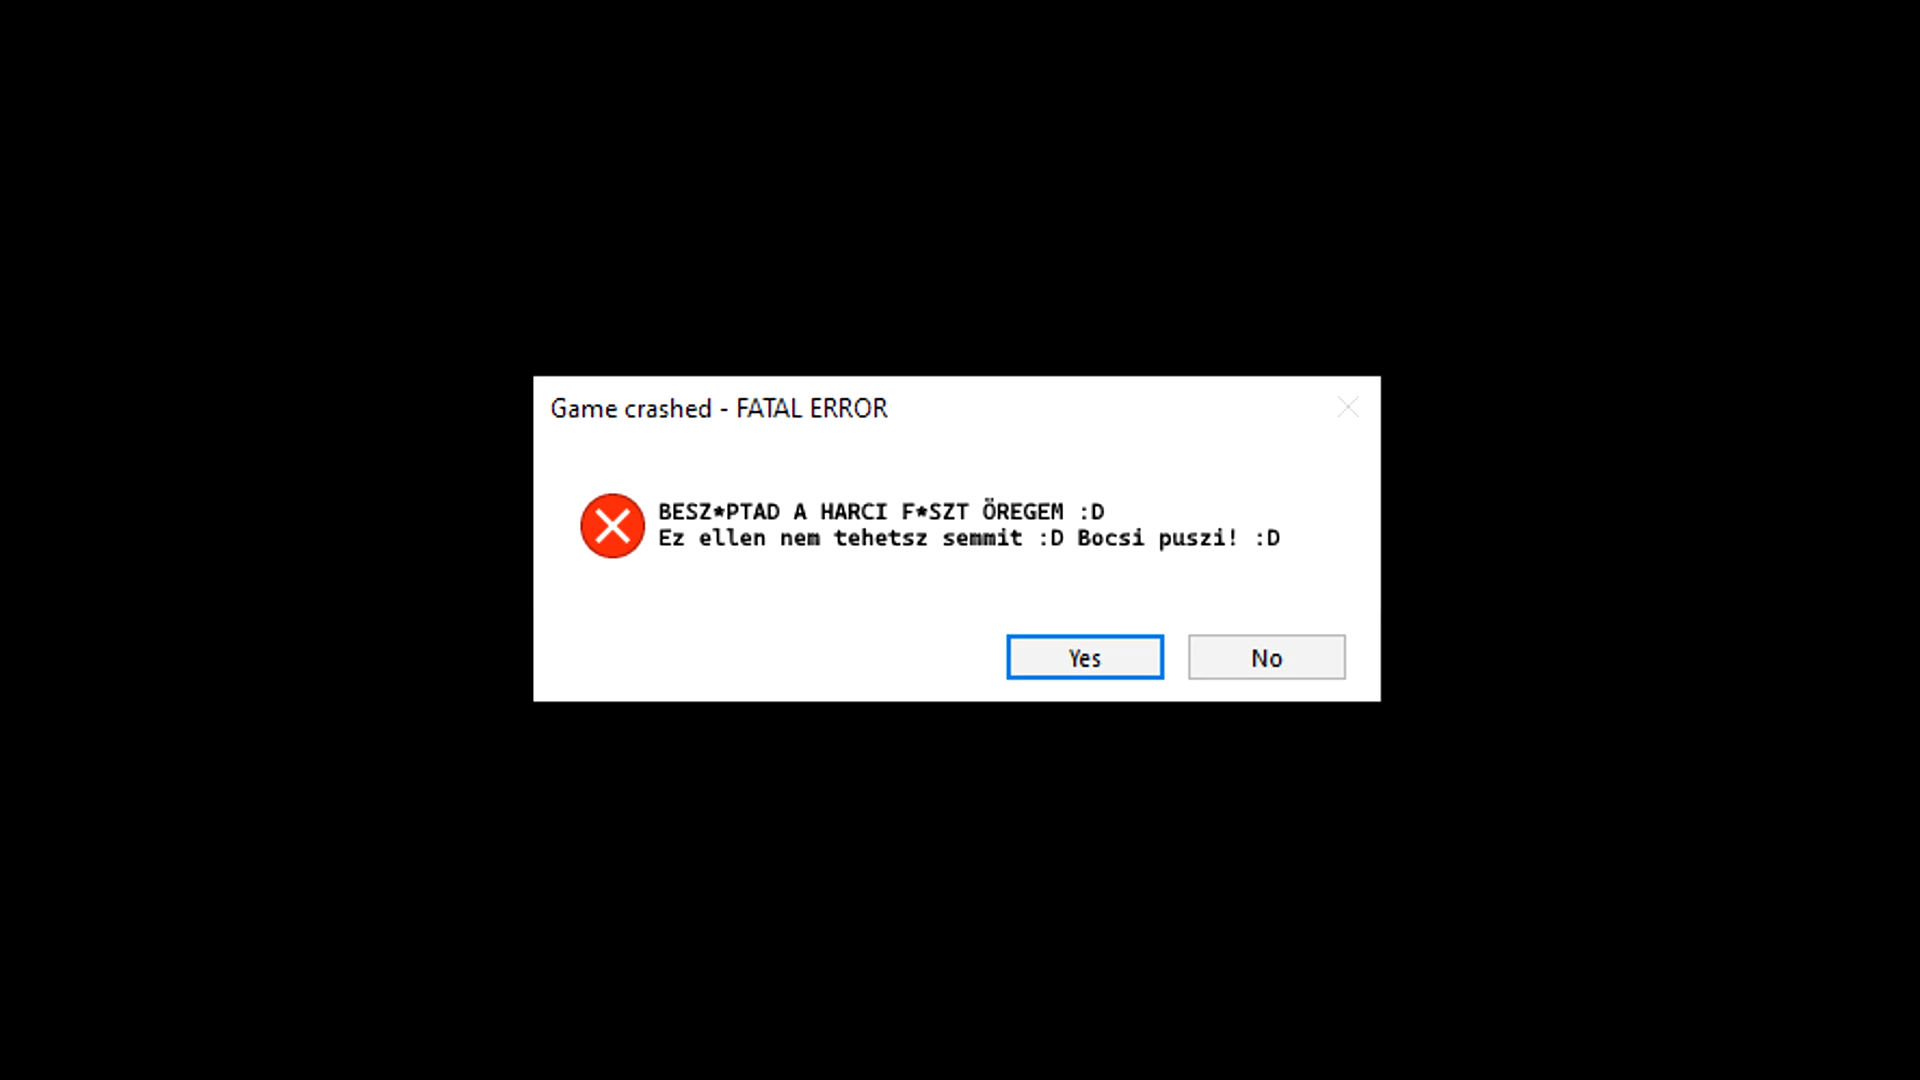 Game crashed - FATAL ERROR
BESZ*PTAD A HARCI F*SZT ÖREGEM :D
Ez ellen nem tehetsz semmit :D Bocsi puszi! :D
Yes No